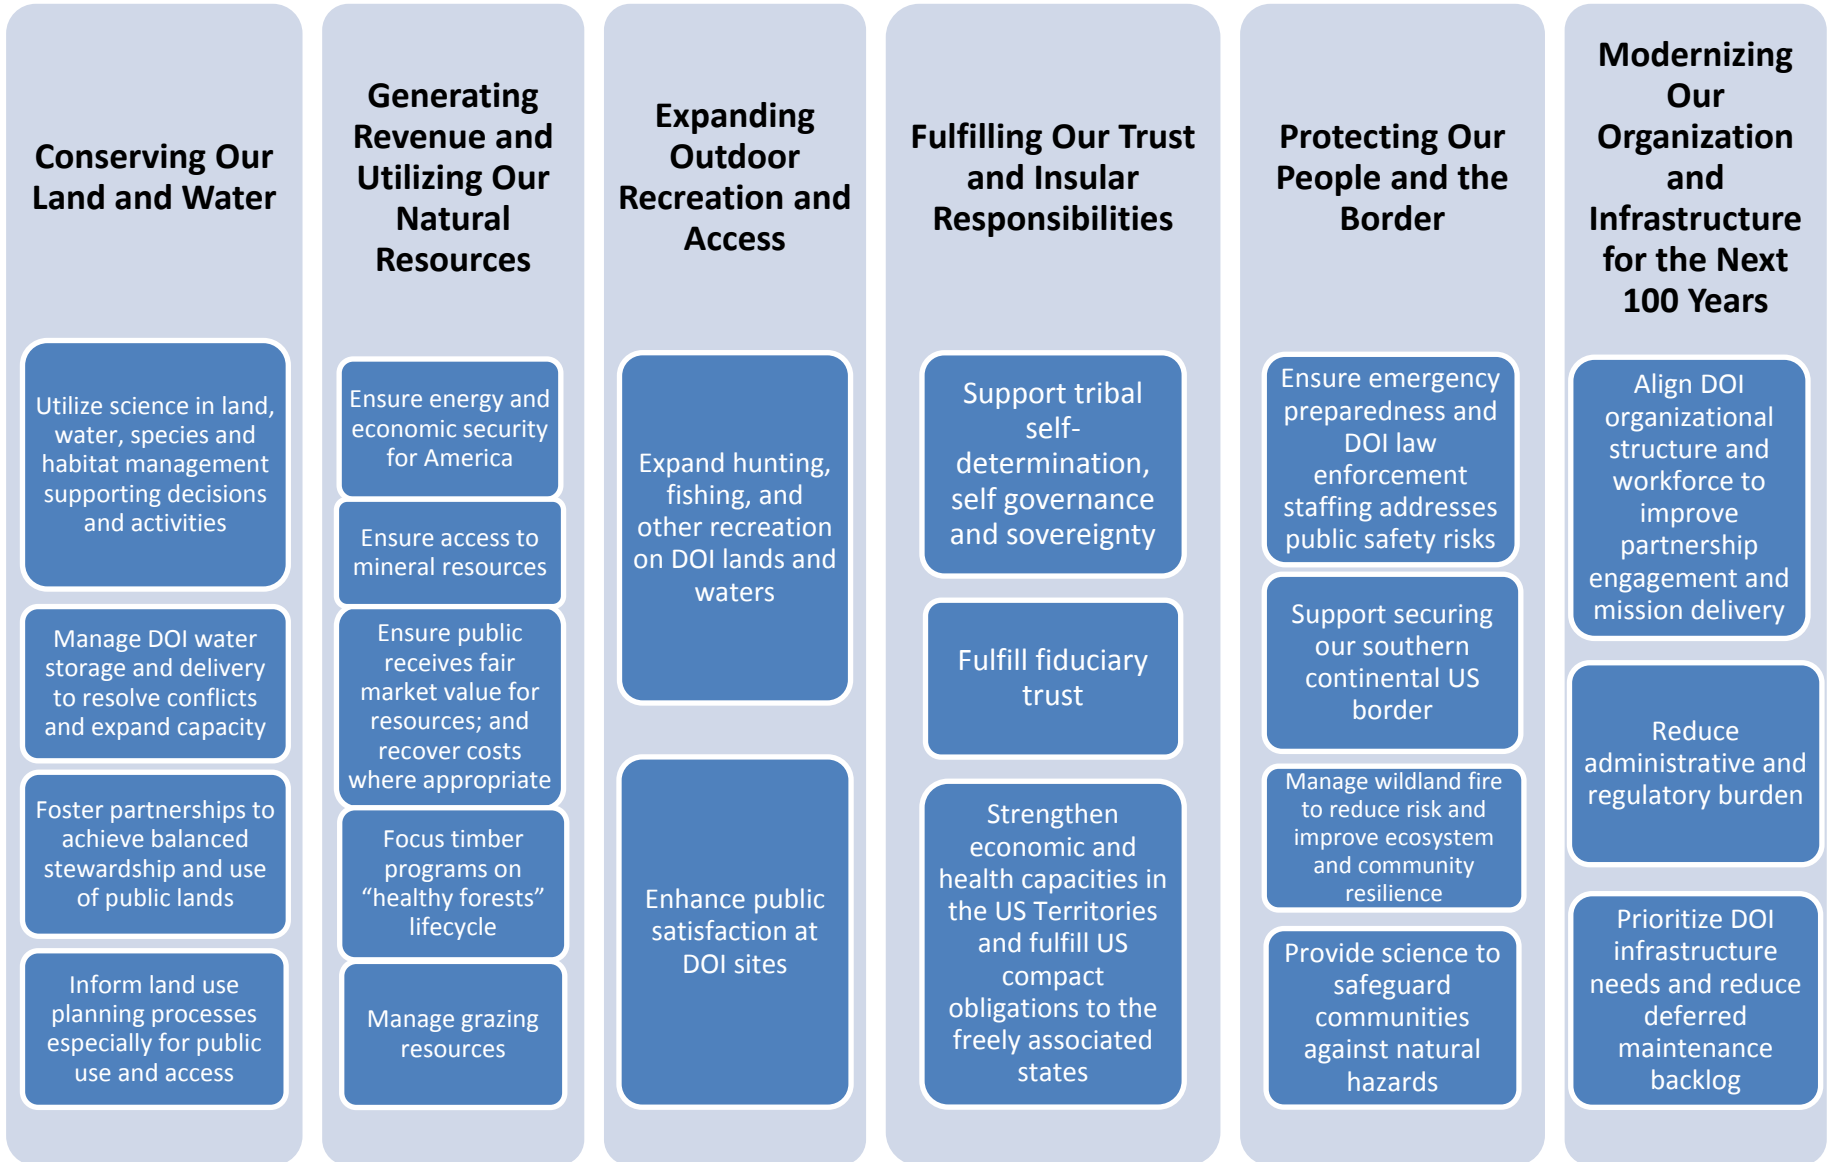 Conserving Our
Land and Water
Utilize science in land,
water, species and
habitat management
supporting decisions
and activities
Manage DOI water
storage and delivery
to resolve conflicts
and expand capacity
Foster partnerships to
achieve balanced
stewardship and use
of public lands
Inform land use
planning processes
especially for public
use and access
Generating
Revenue and
Utilizing Our
Natural
Resources
Ensure energy and
economic security
for America
Ensure access to
mineral resources
Ensure public
receives fair
market value for
resources; and
recover costs
where appropriate
Focus timber
programs on
“healthy forests”
lifecycle
Manage grazing
resources
Expanding
Outdoor
Recreation and
Access
Expand hunting,
fishing, and
other recreation
on DOI lands and
waters
Enhance public
satisfaction at
DOI sites
Fulfilling Our Trust
and Insular
Responsibilities
Support tribal
self-
determination,
self governance
and sovereignty
Fulfill fiduciary
trust
Strengthen
economic and
health capacities in
the US Territories
and fulfill US
compact
obligations to the
freely associated
states
Protecting Our
People and the
Border
Ensure emergency
preparedness and
DOI law
enforcement
staffing addresses
public safety risks
Support securing
our southern
continental US
border
Manage wildland fire
to reduce risk and
improve ecosystem
and community
resilience
Provide science to
safeguard
communities
against natural
hazards
Modernizing
Our
Organization
and
Infrastructure
for the Next
100 Years
Align DOI
organizational
structure and
workforce to
improve
partnership
engagement and
mission delivery
Reduce
administrative and
regulatory burden
Prioritize DOI
infrastructure
needs and reduce
deferred
maintenance
backlog